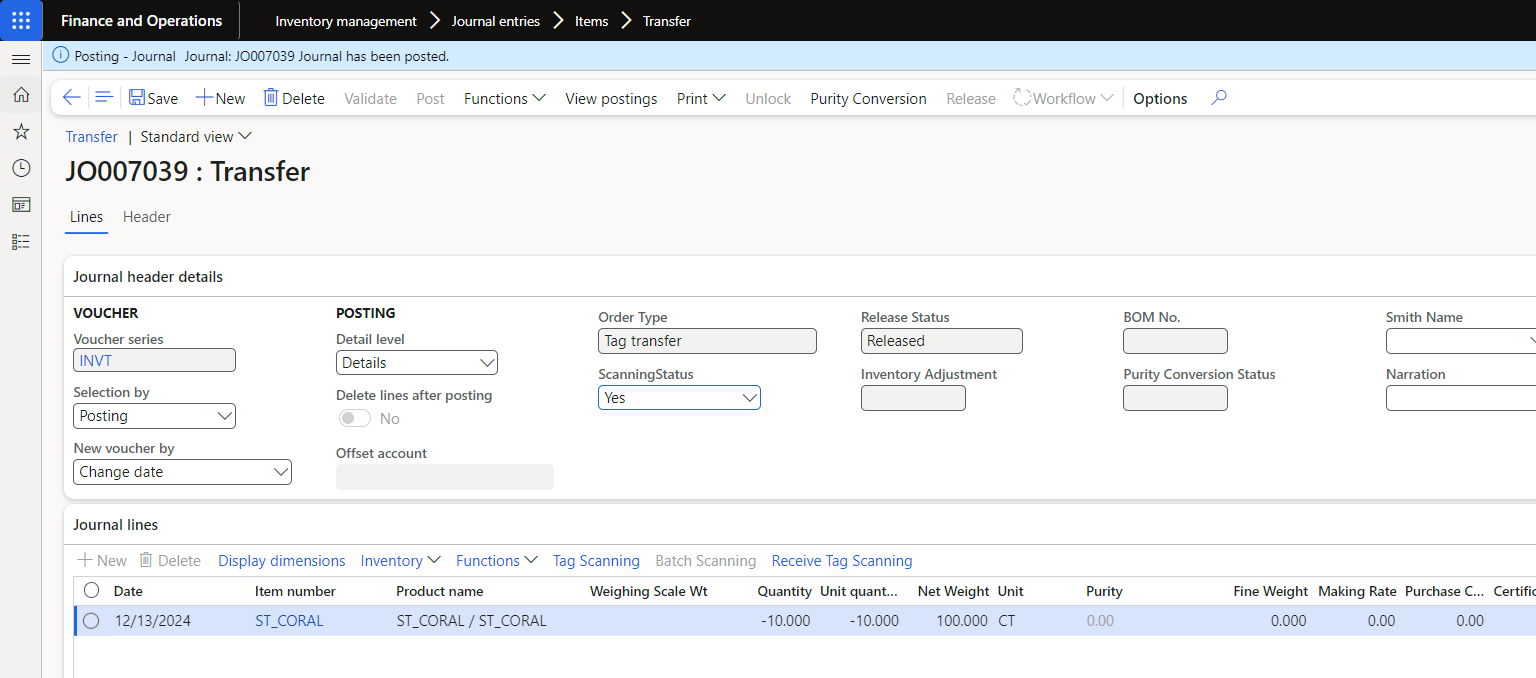 Finance and Operations Inventory management Journal entries Items Transfer
Posting - Journal Journal: JO007039 Journal has been posted.
Save New Delete Validate Post Functions View postings Print Unlock Purity Conversion Release Workflow Options
Transfer | Standard view
JO007039 : Transfer
Lines Header
Journal header details
VOUCHER
Voucher series
INVT
Selection by
Posting
New voucher by
Change date
POSTING
Detail level
Details
Delete lines after posting
No
Offset account
Order Type
Tag transfer
ScanningStatus
Yes
Release Status
Released
Inventory Adjustment
BOM No.
Purity Conversion Status
Smith Name
Narration
Journal lines
New Delete Display dimensions Inventory Functions Tag Scanning Batch Scanning Receive Tag Scanning
Date Item number Product name Weighing Scale Wt Quantity Unit quant... Net Weight Unit Purity Fine Weight Making Rate Purchase C... Certific
12/13/2024 ST_CORAL ST_CORAL / ST_CORAL -10.000 -10.000 100.000 CT 0.00 0.000 0.00 0.00